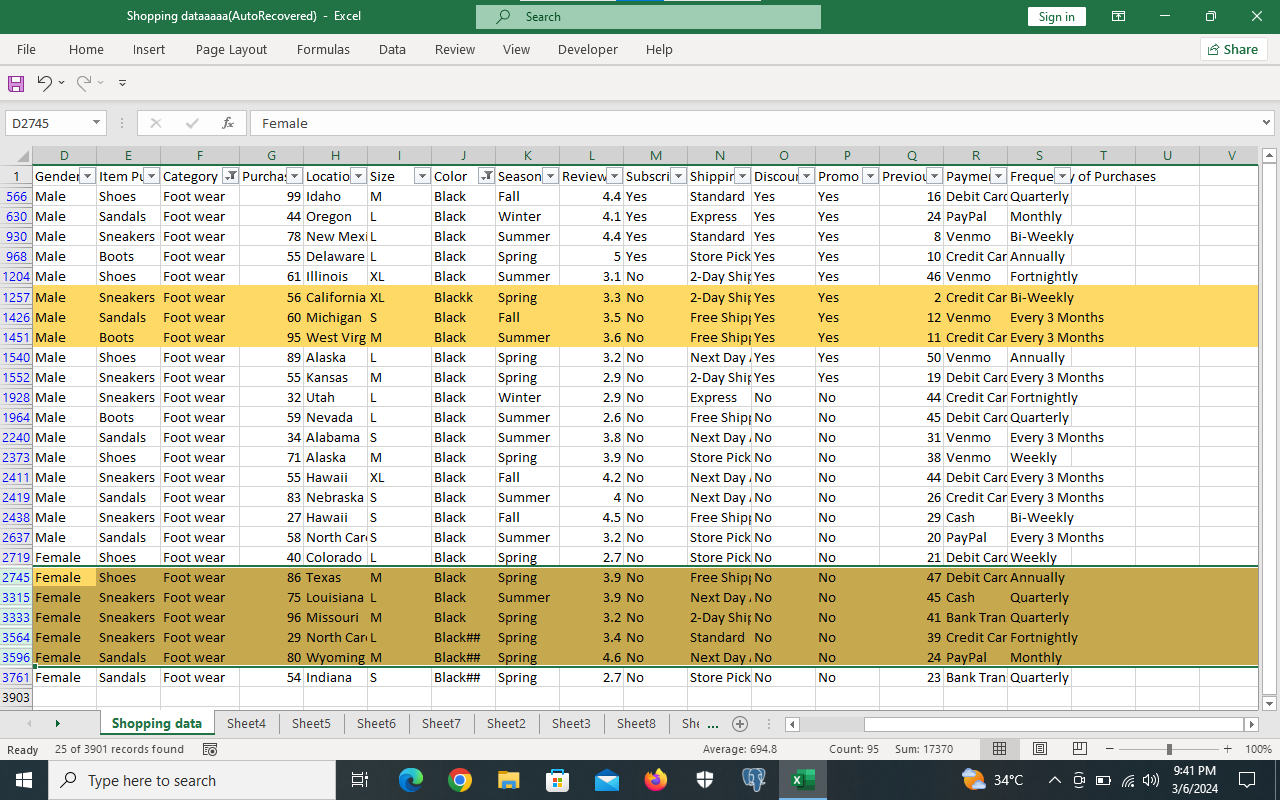 Shopping dataaaaa(AutoRecovered) - Excel Search Sign in
File Home Insert Page Layout Formulas Data Review View Developer Help Share
D2745 fx Female
D E F G H I J K L M N O P Q R S T U V
1 Gender Item Pu Category Purchas Locatio Size Color Season Review Subscri Shippin Discoun Promo Previou Paymen Freque y of Purchases
566 Male Shoes Foot wear 99 Idaho M Black Fall 4.4 Yes Standard Yes Yes 16 Debit Card Quarterly
630 Male Sandals Foot wear 44 Oregon L Black Winter 4.1 Yes Express Yes Yes 24 PayPal Monthly
930 Male Sneakers Foot wear 78 New Mexi L Black Summer 4.4 Yes Standard Yes Yes 8 Venmo Bi-Weekly
968 Male Boots Foot wear 55 Delaware L Black Spring 5 Yes Store Pick Yes Yes 10 Credit Car Annually
1204 Male Shoes Foot wear 61 Illinois XL Black Summer 3.1 No 2-Day Ship Yes Yes 46 Venmo Fortnightly
1257 Male Sneakers Foot wear 56 California XL Blackk Spring 3.3 No 2-Day Ship Yes Yes 2 Credit Car Bi-Weekly
1426 Male Sandals Foot wear 60 Michigan S Black Fall 3.5 No Free Shipp Yes Yes 12 Venmo Every 3 Months
1451 Male Boots Foot wear 95 West Virg M Black Summer 3.6 No Free Shipp Yes Yes 11 Credit Car Every 3 Months
1540 Male Shoes Foot wear 89 Alaska L Black Spring 3.2 No Next Day A Yes Yes 50 Venmo Annually
1552 Male Sneakers Foot wear 55 Kansas M Black Spring 2.9 No 2-Day Ship Yes Yes 19 Debit Card Every 3 Months
1928 Male Sneakers Foot wear 32 Utah L Black Winter 2.9 No Express No No 44 Credit Car Fortnightly
1964 Male Boots Foot wear 59 Nevada L Black Summer 2.6 No Free Shipp No No 45 Debit Card Quarterly
2240 Male Sandals Foot wear 34 Alabama S Black Summer 3.8 No Next Day A No No 31 Venmo Every 3 Months
2373 Male Shoes Foot wear 71 Alaska M Black Spring 3.9 No Store Pick No No 38 Venmo Weekly
2411 Male Sneakers Foot wear 55 Hawaii XL Black Fall 4.2 No Next Day A No No 44 Debit Card Every 3 Months
2419 Male Sandals Foot wear 83 Nebraska S Black Summer 4 No Next Day A No No 26 Credit Car Every 3 Months
2438 Male Sneakers Foot wear 27 Hawaii S Black Fall 4.5 No Free Shipp No No 29 Cash Bi-Weekly
2637 Male Sandals Foot wear 58 North Car S Black Summer 3.2 No Store Pick No No 20 PayPal Every 3 Months
2719 Female Shoes Foot wear 40 Colorado L Black Spring 2.7 No Store Pick No No 21 Debit Card Weekly
2745 Female Shoes Foot wear 86 Texas M Black Spring 3.9 No Free Shipp No No 47 Debit Card Annually
3315 Female Sneakers Foot wear 75 Louisiana L Black Summer 3.9 No Next Day A No No 45 Cash Quarterly
3333 Female Sneakers Foot wear 96 Missouri M Black Spring 3.2 No 2-Day Ship No No 41 Bank Tran Quarterly
3564 Female Sneakers Foot wear 29 North Car L Black## Spring 3.4 No Standard No No 39 Credit Car Fortnightly
3596 Female Sandals Foot wear 80 Wyoming M Black## Spring 4.6 No Next Day A No No 24 PayPal Monthly
3761 Female Sandals Foot wear 54 Indiana S Black## Spring 2.7 No Store Pick No No 23 Bank Tran Quarterly
3903
Shopping data Sheet4 Sheet5 Sheet6 Sheet7 Sheet2 Sheet3 Sheet8 She ...
Ready 25 of 3901 records found Average: 694.8 Count: 95 Sum: 17370 100%
Type here to search 34°C 9:41 PM
3/6/2024